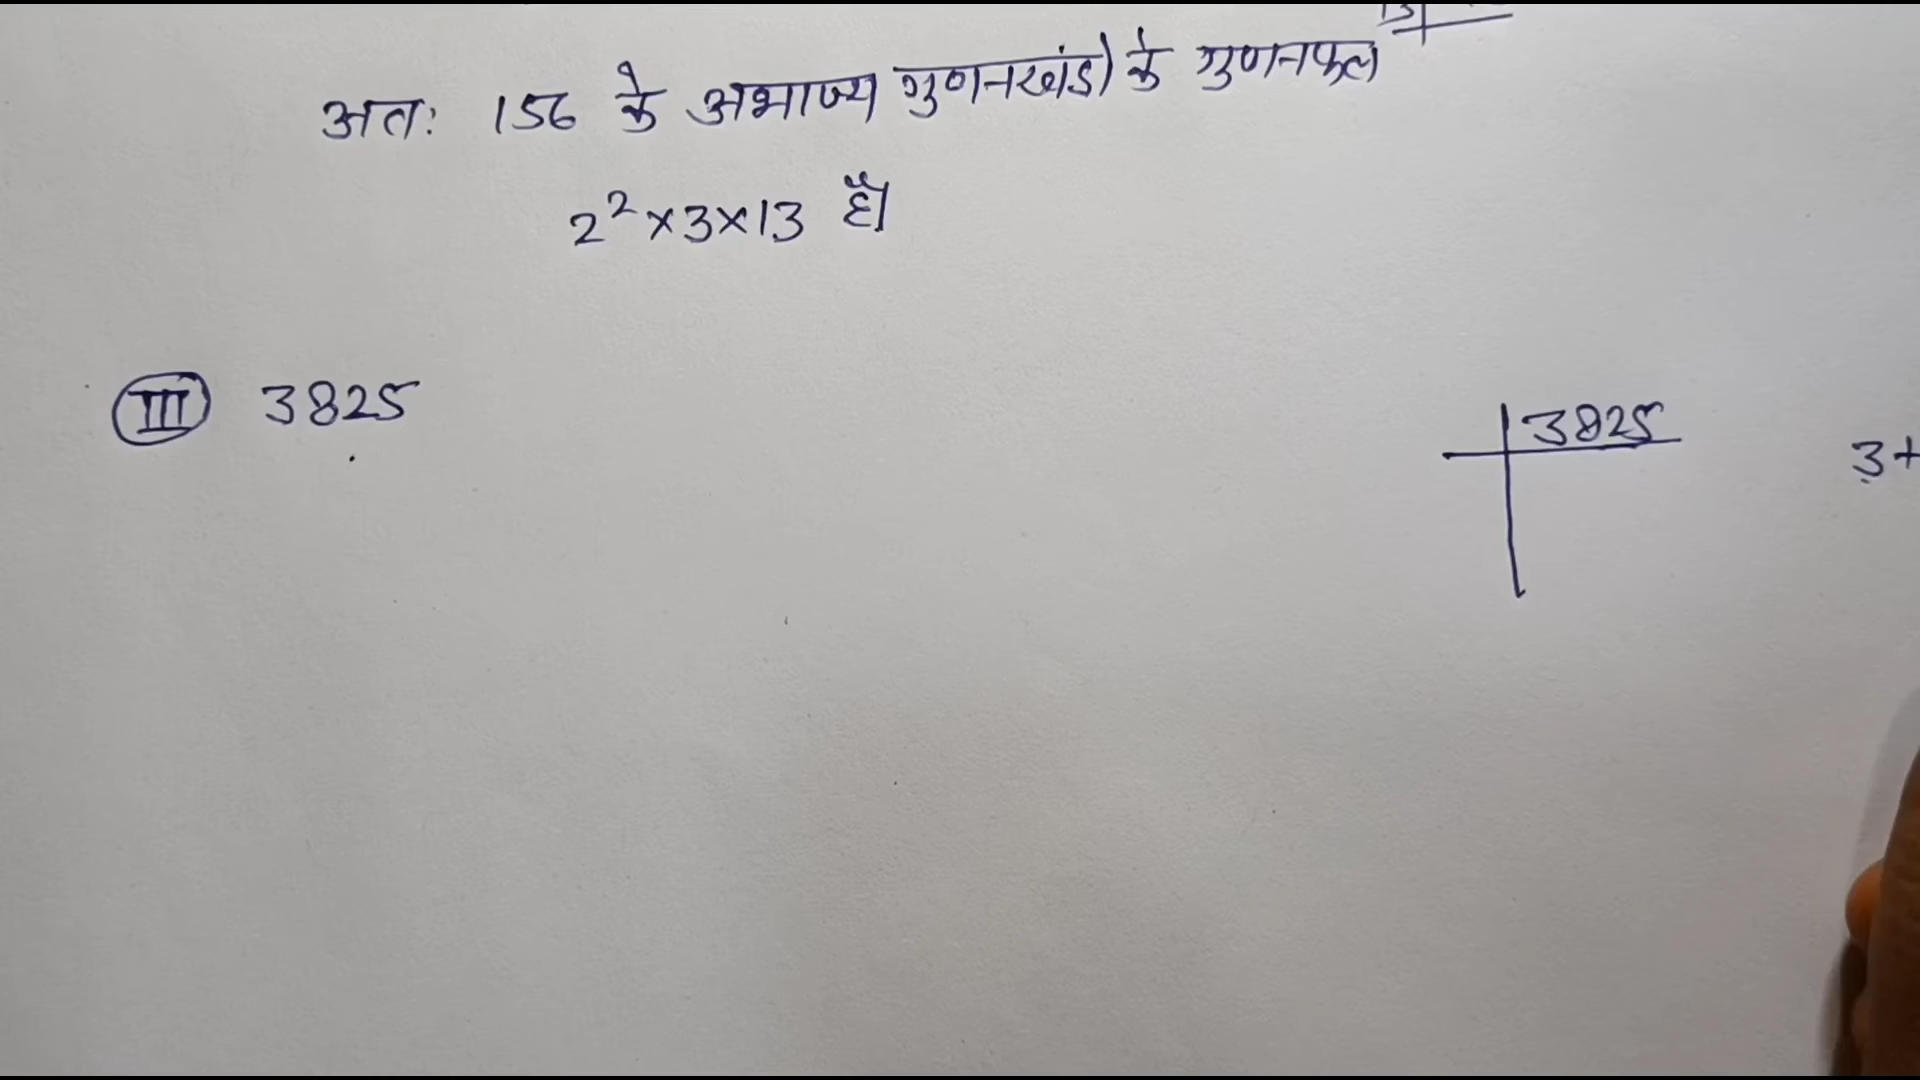 अतः 156 के अभाज्य गुणनखंडो के गुणनफल
2² × 3 × 13 है।
III 3825
3825
3+